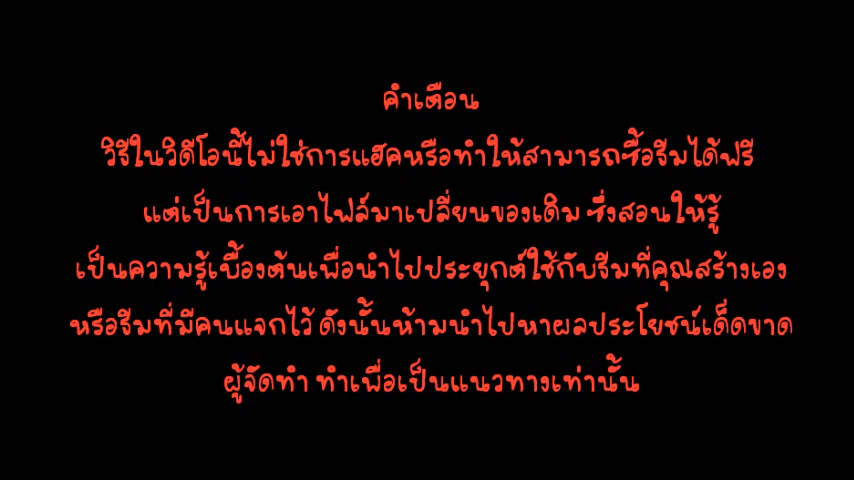 คำเตือน
วิธีในวิดีโอนี้ไม่ใช่การแฮคหรือทำให้สามารถซื้อธีมได้ฟรี
แต่เป็นการเอาไฟล์มาเปลี่ยนของเดิม ซึ่งสอนให้รู้
เป็นความรู้เบื้องต้นเพื่อนำไปประยุกต์ใช้กับธีมที่คุณสร้างเอง
หรือธีมที่มีคนแจกไว้ ดังนั้นห้ามนำไปหาผลประโยชน์เด็ดขาด
ผู้จัดทำ ทำเพื่อเป็นแนวทางเท่านั้น